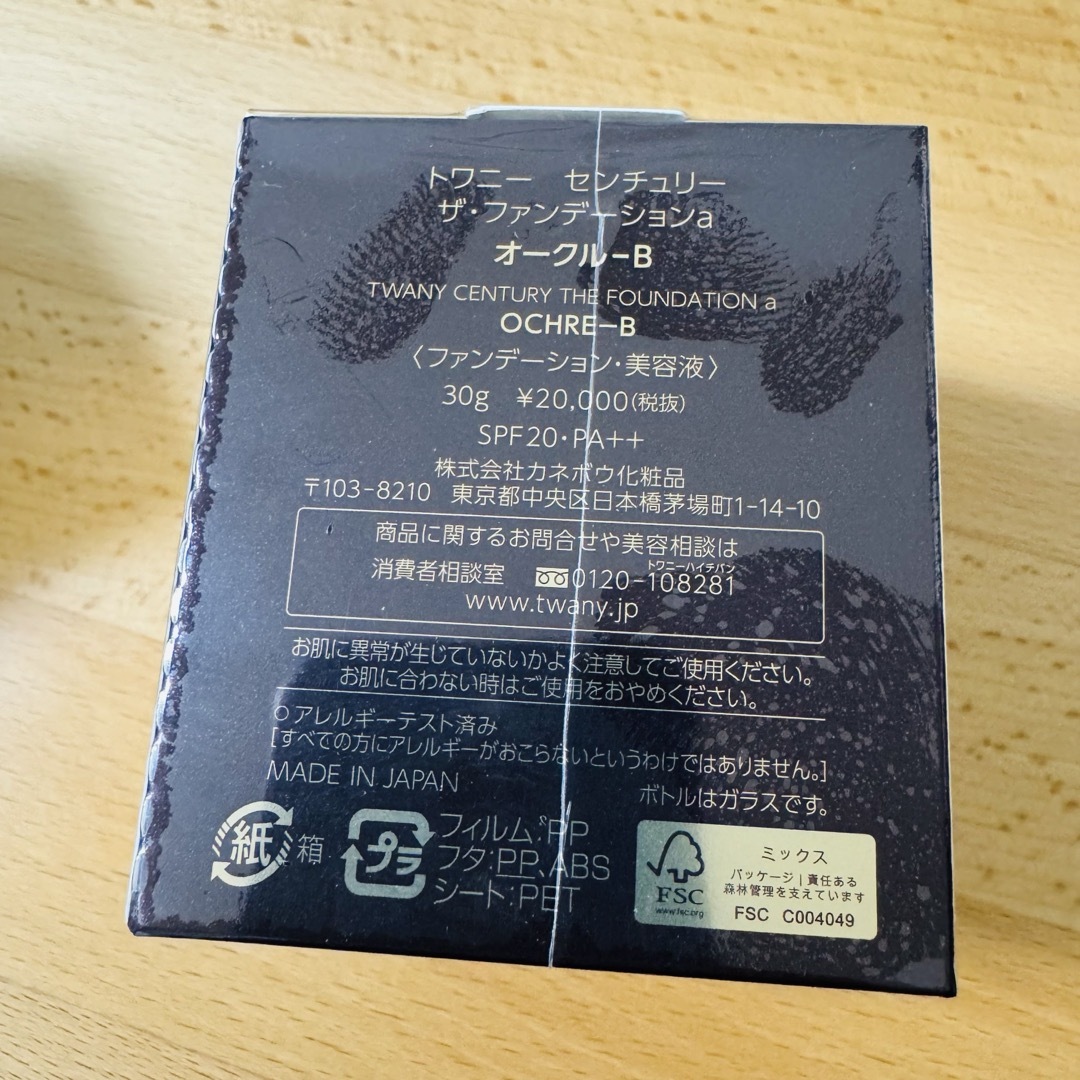 トワニー　センチュリー
ザ・ファンデーションa
オークル-B
TWANY CENTURY THE FOUNDATION a
OCHRE-B
〈ファンデーション・美容液〉
30g　¥20,000(税抜)
SPF20・PA++
株式会社カネボウ化粧品
〒103-8210　東京都中央区日本橋茅場町1-14-10
商品に関するお問合せや美容相談は
トワニーハイチバン
消費者相談室　0120-108281
www.twany.jp
お肌に異常が生じていないかよく注意してご使用ください。
お肌に合わない時はご使用をおやめください。
○アレルギーテスト済み
[すべての方にアレルギーがおこらないというわけではありません。]
MADE IN JAPAN
ボトルはガラスです。
紙 箱
プラ
フィルム:PP
フタ:PP、ABS
シート:PET
FSC
www.fsc.org
ミックス
パッケージ|責任ある
森林管理を支えています
FSC C004049